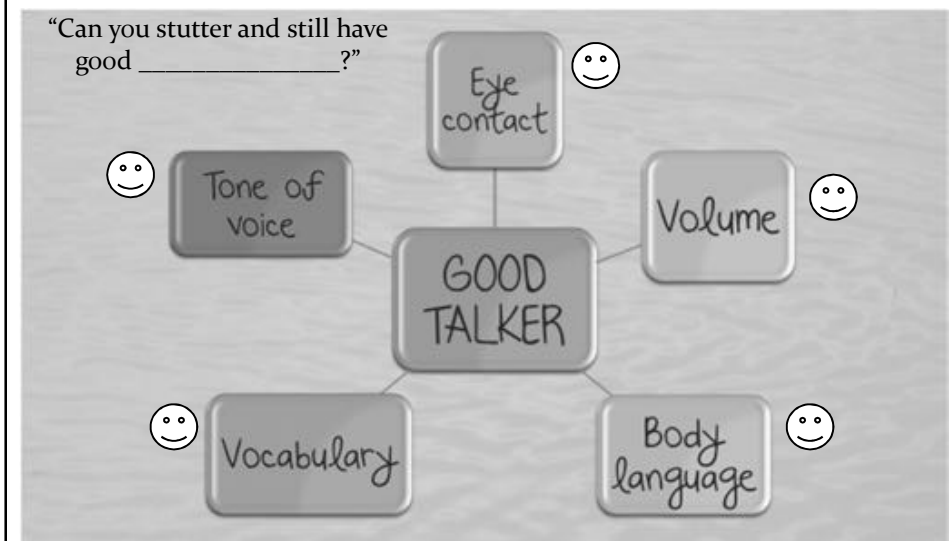 “Can you stutter and still have
good _______________?”
Eye
contact
Tone of
voice
Volume
GOOD
TALKER
Vocabulary
Body
language